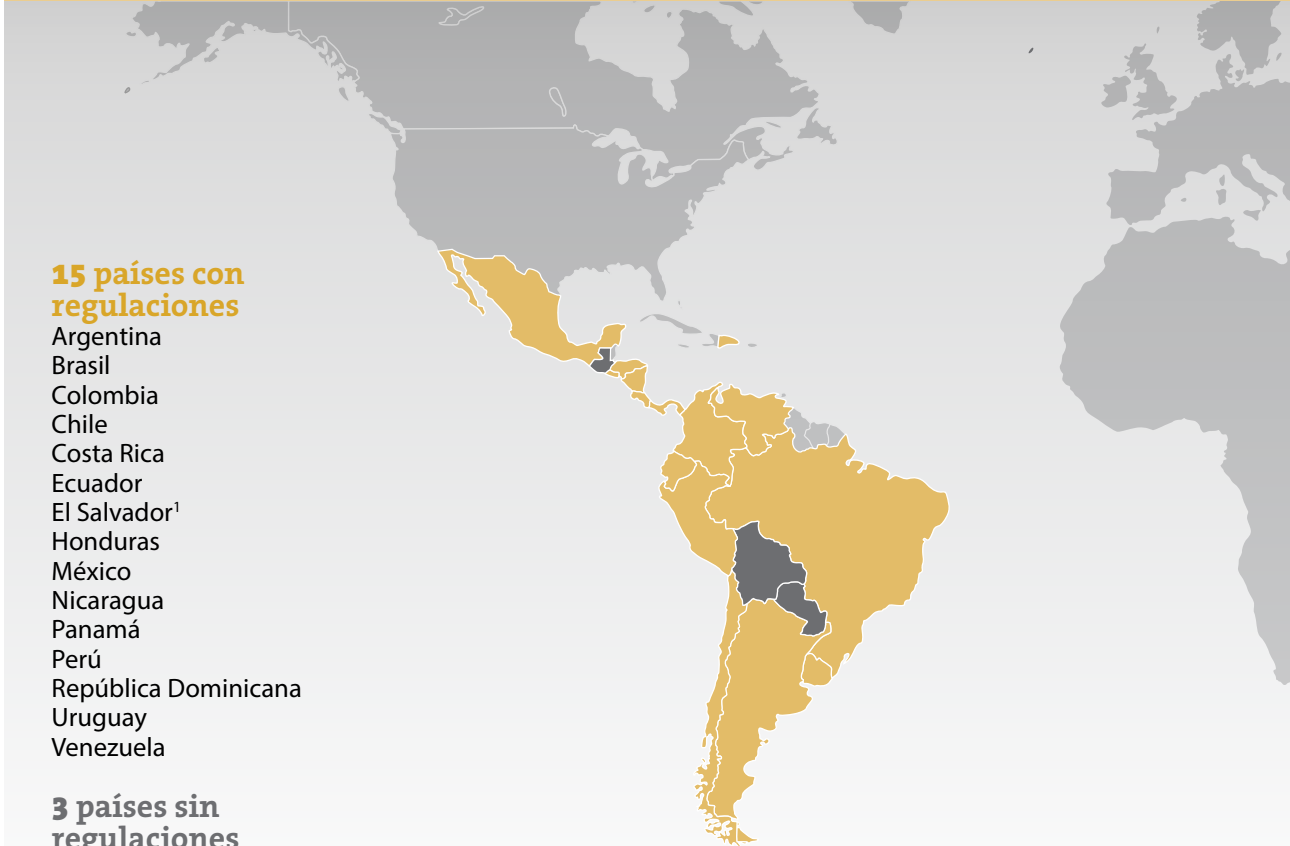 15 países con
regulaciones
Argentina
Brasil
Colombia
Chile
Costa Rica
Ecuador
El Salvador¹
Honduras
México
Nicaragua
Panamá
Perú
República Dominicana
Uruguay
Venezuela
3 países sin
regulaciones